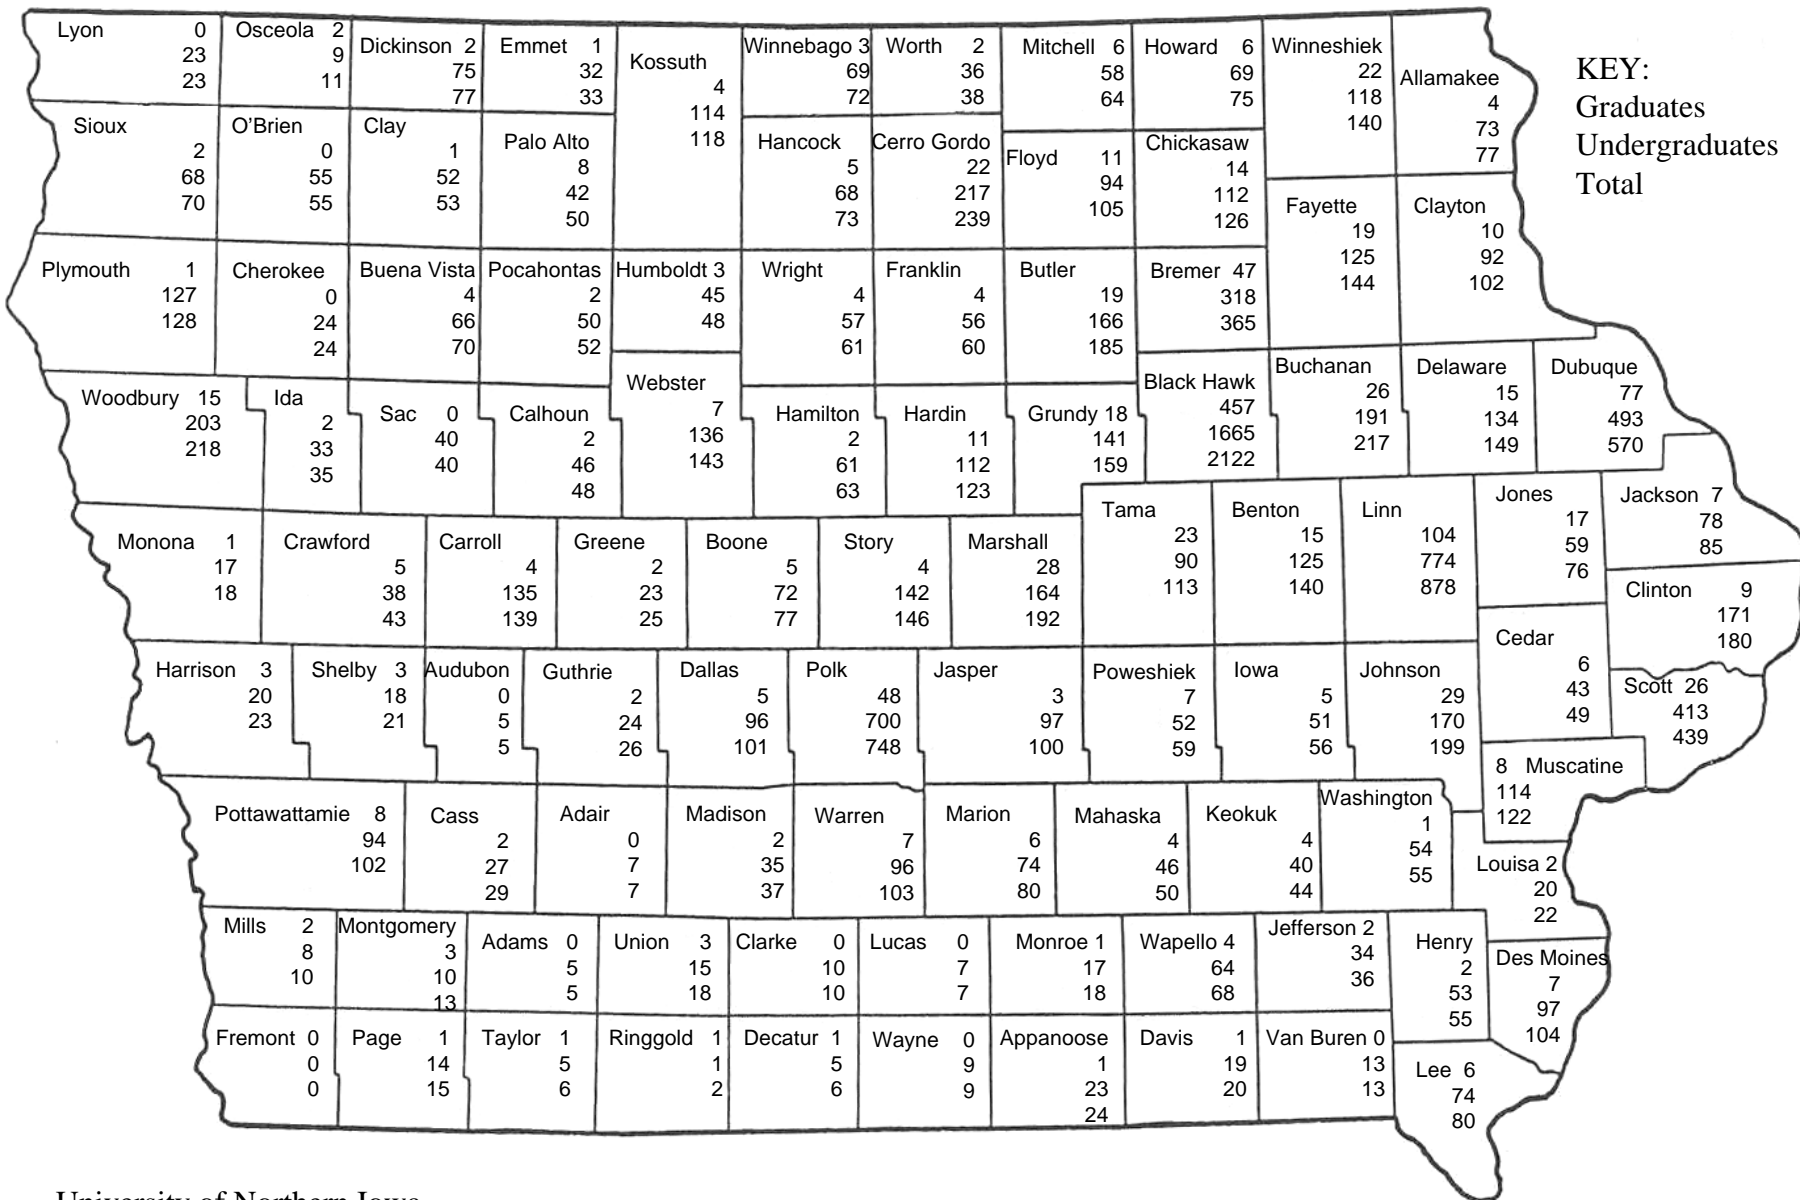 Lyon 0
23
23
Osceola 2
9
11
Dickinson 2
75
77
Emmet 1
32
33
Kossuth
4
114
118
Winnebago 3
69
72
Worth 2
36
38
Mitchell 6
58
64
Howard 6
69
75
Winneshiek
22
118
140
Allamakee
4
73
77
KEY:
Graduates
Undergraduates
Total
Sioux
2
68
70
O'Brien
0
55
55
Clay
1
52
53
Palo Alto
8
42
50
Hancock
5
68
73
Cerro Gordo
22
217
239
Floyd 11
94
105
Chickasaw
14
112
126
Fayette
19
125
144
Clayton
10
92
102
Plymouth 1
127
128
Cherokee
0
24
24
Buena Vista
4
66
70
Pocahontas
2
50
52
Humboldt 3
45
48
Wright
4
57
61
Franklin
4
56
60
Butler
19
166
185
Bremer 47
318
365
Woodbury 15
203
218
Ida
2
33
35
Sac 0
40
40
Calhoun
2
46
48
Webster
7
136
143
Hamilton
2
61
63
Hardin
11
112
123
Grundy 18
141
159
Black Hawk
457
1665
2122
Buchanan
26
191
217
Delaware
15
134
149
Dubuque
77
493
570
Monona 1
17
18
Crawford
5
38
43
Carroll
4
135
139
Greene
2
23
25
Boone
5
72
77
Story
4
142
146
Marshall
28
164
192
Tama
23
90
113
Benton
15
125
140
Linn
104
774
878
Jones
17
59
76
Jackson 7
78
85
Clinton 9
171
180
Cedar
6
43
49
Scott 26
413
439
Harrison 3
20
23
Shelby 3
18
21
Audubon
0
5
5
Guthrie
2
24
26
Dallas
5
96
101
Polk
48
700
748
Jasper
3
97
100
Poweshiek
7
52
59
Iowa
5
51
56
Johnson
29
170
199
8 Muscatine
114
122
Pottawattamie 8
94
102
Cass
2
27
29
Adair
0
7
7
Madison
2
35
37
Warren
7
96
103
Marion
6
74
80
Mahaska
4
46
50
Keokuk
4
40
44
Washington
1
54
55
Louisa 2
20
22
Mills 2
8
10
Montgomery
3
10
13
Adams 0
5
5
Union 3
15
18
Clarke 0
10
10
Lucas 0
7
7
Monroe 1
17
18
Wapello 4
64
68
Jefferson 2
34
36
Henry
2
53
55
Des Moines
7
97
104
Fremont 0
0
0
Page 1
14
15
Taylor 1
5
6
Ringgold 1
1
2
Decatur 1
5
6
Wayne 0
9
9
Appanoose
1
23
24
Davis 1
19
20
Van Buren 0
13
13
Lee 6
74
80
University of Northern Iowa